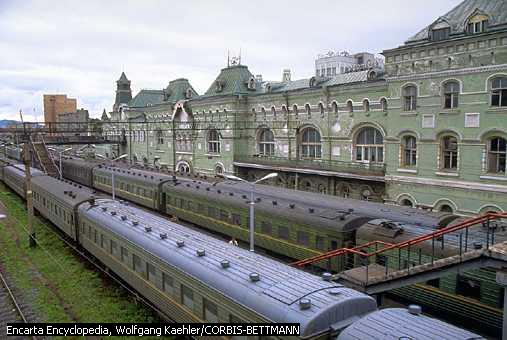 Encarta Encyclopedia, Wolfgang Kaehler/CORBIS-BETTMANN